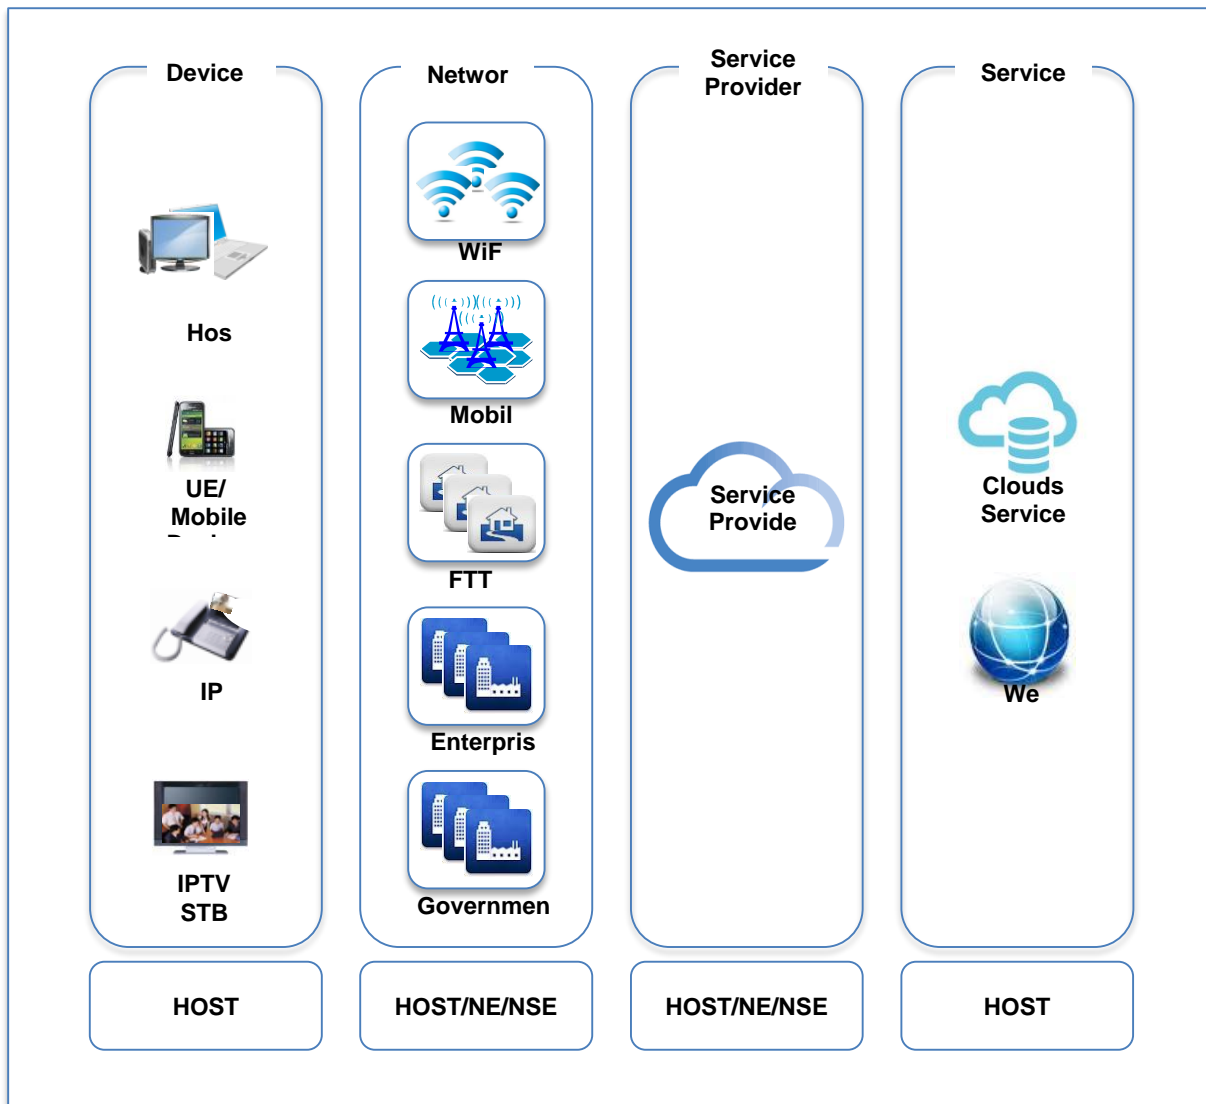 Device
Hos
UE/
Mobile
IP
IPTV
STB
HOST
Networ
WiF
Mobil
FTT
Enterpris
Governmen
HOST/NE/NSE
Service
Provider
Service
Provide
HOST/NE/NSE
Service
Clouds
Service
We
HOST